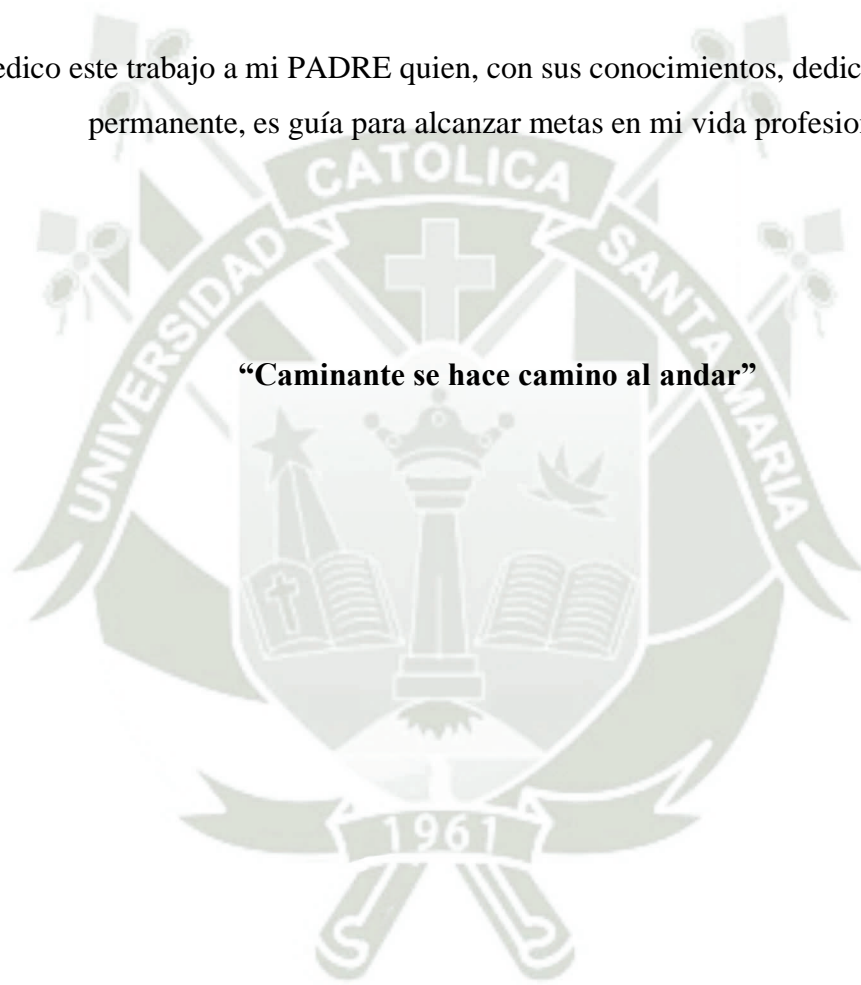 edico este trabajo a mi PADRE quien, con sus conocimientos, dedic
permanente, es guía para alcanzar metas en mi vida profesio
CATOLICA
UNIVERSIDAD
SANTA MARIA
“Caminante se hace camino al andar”
1961